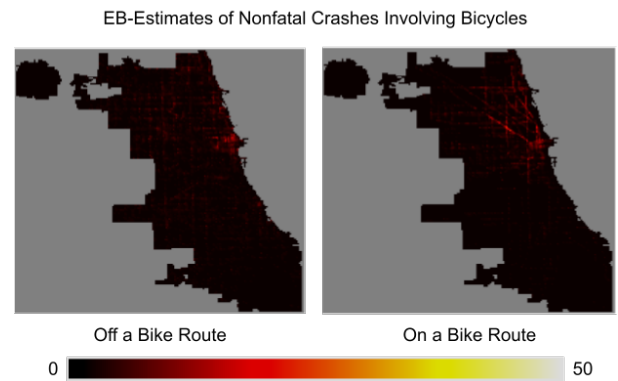 EB-Estimates of Nonfatal Crashes Involving Bicycles
Off a Bike Route
On a Bike Route
0
50